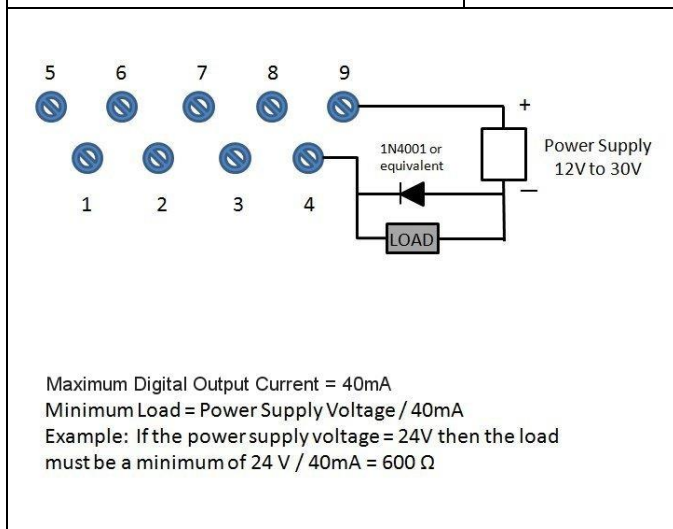 5 6 7 8 9
+
1N4001 or
equivalent
Power Supply
12V to 30V
–
1 2 3 4
LOAD
Maximum Digital Output Current = 40mA
Minimum Load = Power Supply Voltage / 40mA
Example: If the power supply voltage = 24V then the load
must be a minimum of 24 V / 40mA = 600 Ω